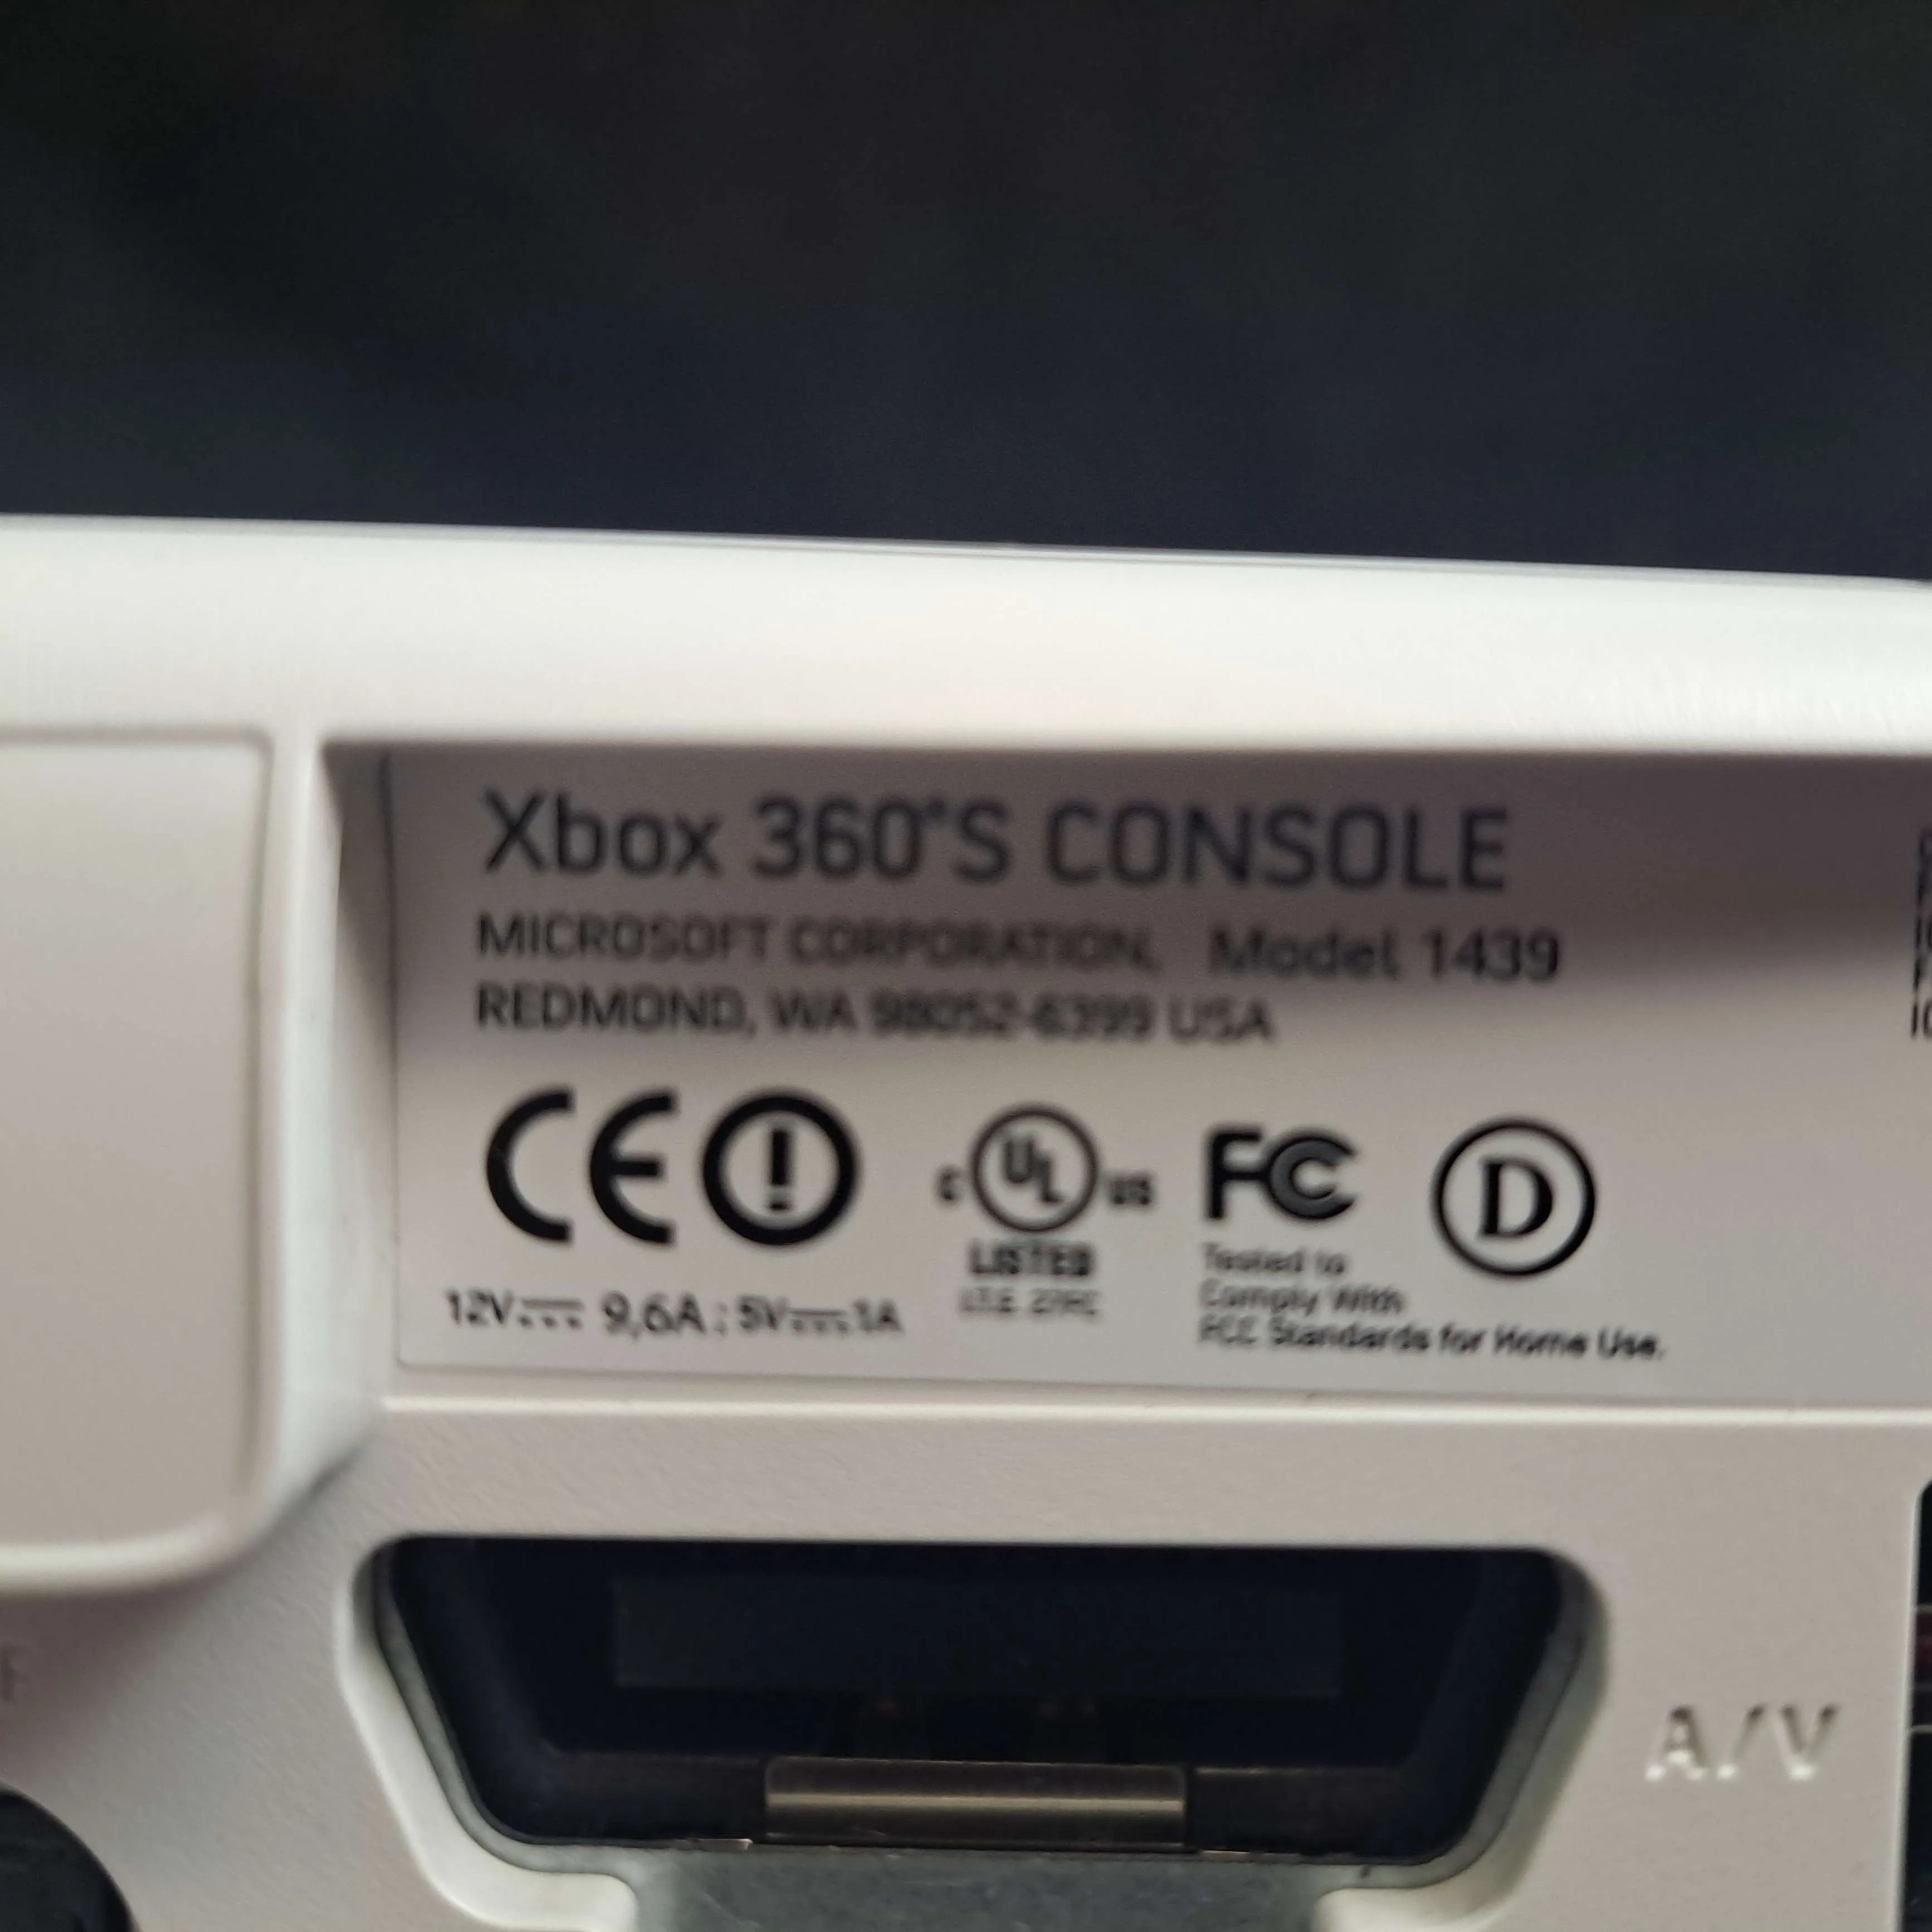 Xbox 360®S CONSOLE
MICROSOFT CORPORATION, Model 1439
REDMOND, WA 98052-6399 USA
CE
C UL US
LISTED
I.T.E.
FC
Tested to
Comply With
FCC Standards for Home Use.
D
12V⎓ 9,6A; 5V⎓1A
A/V